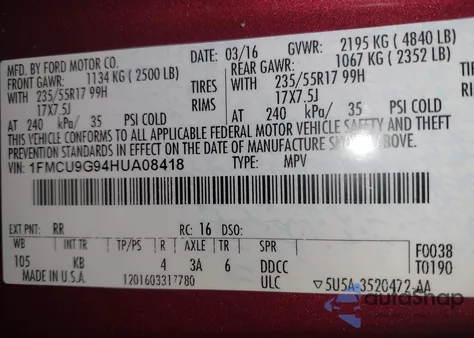 MFD. BY FORD MOTOR CO.
DATE: 03/16 GVWR: 2195 KG ( 4840 LB)
FRONT GAWR: 1134 KG ( 2500 LB) REAR GAWR: 1067 KG ( 2352 LB)
WITH 235/55R17 99H TIRES WITH 235/55R17 99H
17X7.5J RIMS 17X7.5J
AT 240 kPa/ 35 PSI COLD AT 240 kPa/ 35 PSI COLD
THIS VEHICLE CONFORMS TO ALL APPLICABLE FEDERAL MOTOR VEHICLE SAFETY AND THEFT
PREVENTION STANDARDS IN EFFECT ON THE DATE OF MANUFACTURE SHOWN ABOVE.
VIN: 1FMCU9G94HUA08418 TYPE: MPV
EXT PNT: RR RC: 16 DSO:
WB INT TR TP/PS R AXLE TR SPR F0038
105 KB 4 3A 6 DDCC T0190
MADE IN U.S.A. 1201603317780 ULC 5U5A-3520472-AA
AutoSnap